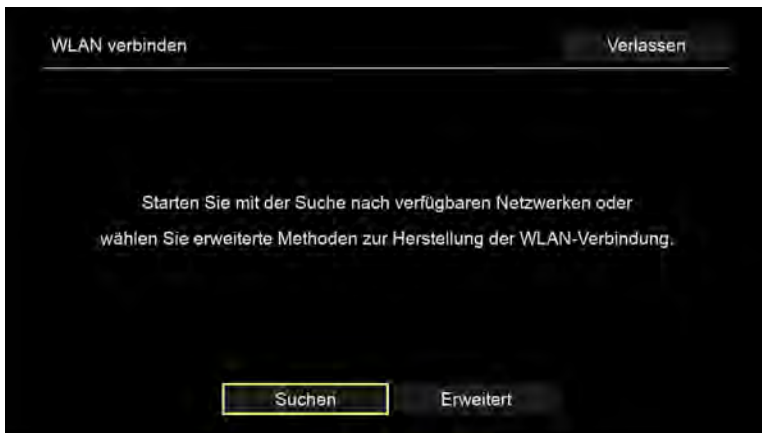 WLAN verbinden
Verlassen
Starten Sie mit der Suche nach verfügbaren Netzwerken oder
wählen Sie erweiterte Methoden zur Herstellung der WLAN-Verbindung.
Suchen
Erweitert